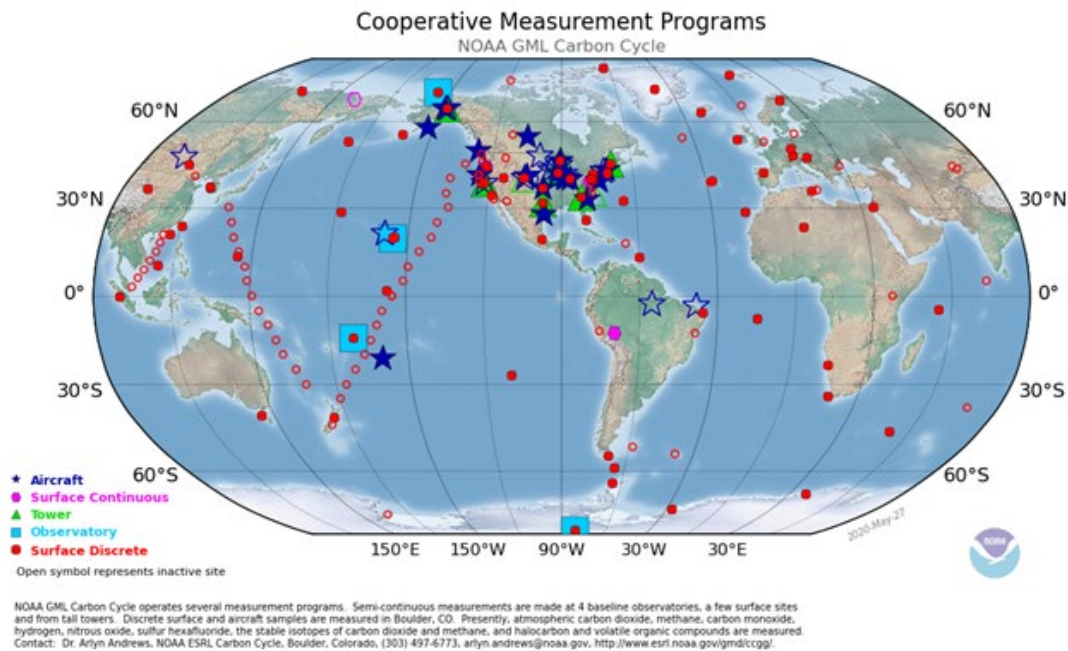 Cooperative Measurement Programs
NOAA GML Carbon Cycle
60°N
60°N
30°N
30°N
0°
0°
30°S
30°S
60°S
60°S
Aircraft
Surface Continuous
Tower
Observatory
Surface Discrete
150°E 150°W 90°W 30°W 30°E
2020-May-27
NOAA
Open symbol represents inactive site
NOAA GML Carbon Cycle operates several measurement programs. Semi-continuous measurements are made at 4 baseline observatories, a few surface sites
and from tall towers. Discrete surface and aircraft samples are measured in Boulder, CO. Presently, atmospheric carbon dioxide, methane, carbon monoxide,
hydrogen, nitrous oxide, sulfur hexafluoride, the stable isotopes of carbon dioxide and methane, and halocarbon and volatile organic compounds are measured.
Contact: Dr. Arlyn Andrews, NOAA ESRL Carbon Cycle, Boulder, Colorado, (303) 497-6773, arlyn.andrews@noaa.gov, http://www.esrl.noaa.gov/gmd/ccgg/.